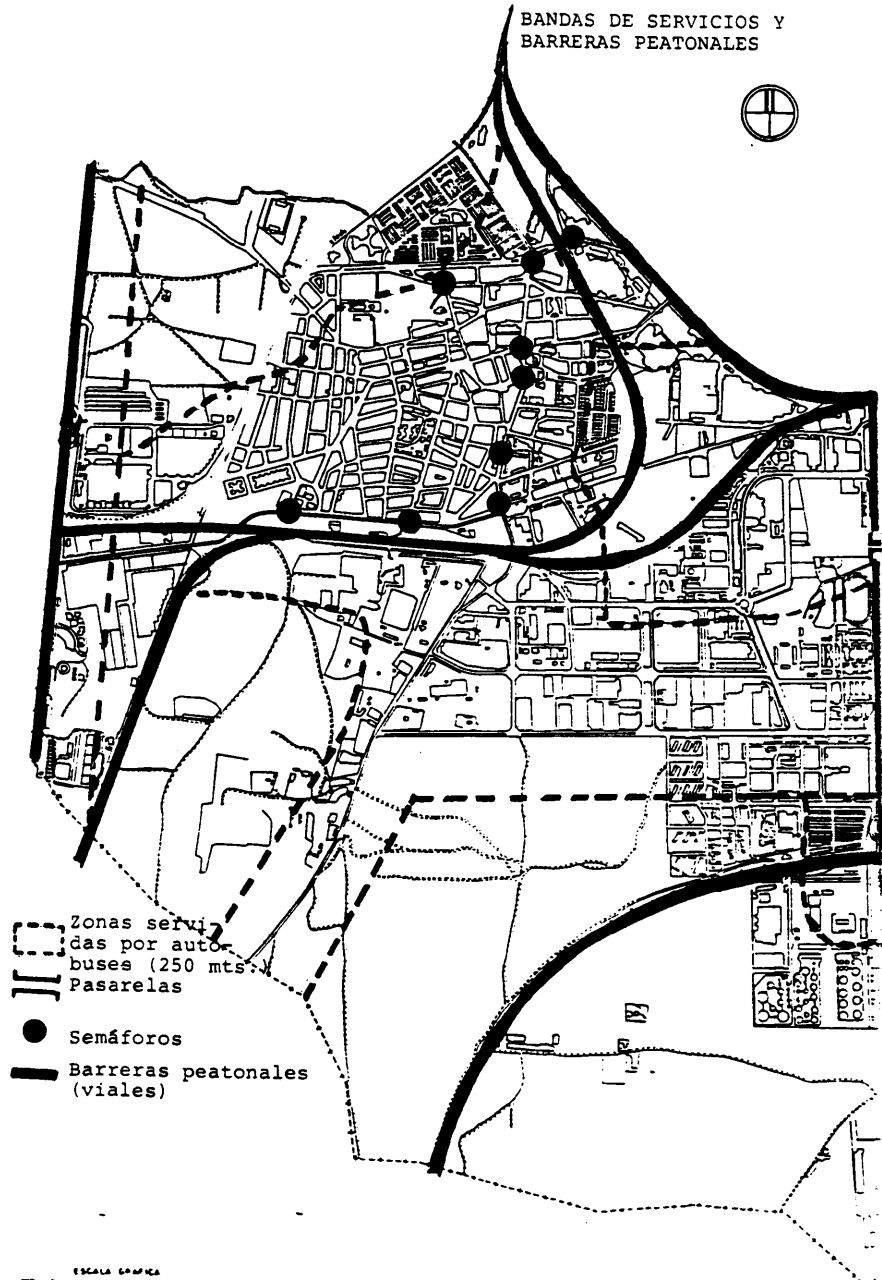 BANDAS DE SERVICIOS Y
BARRERAS PEATONALES
Zonas servi-
das por auto-
buses (250 mts.)
Pasarelas
Semáforos
Barreras peatonales
(viales)
ESCALA GRAFICA